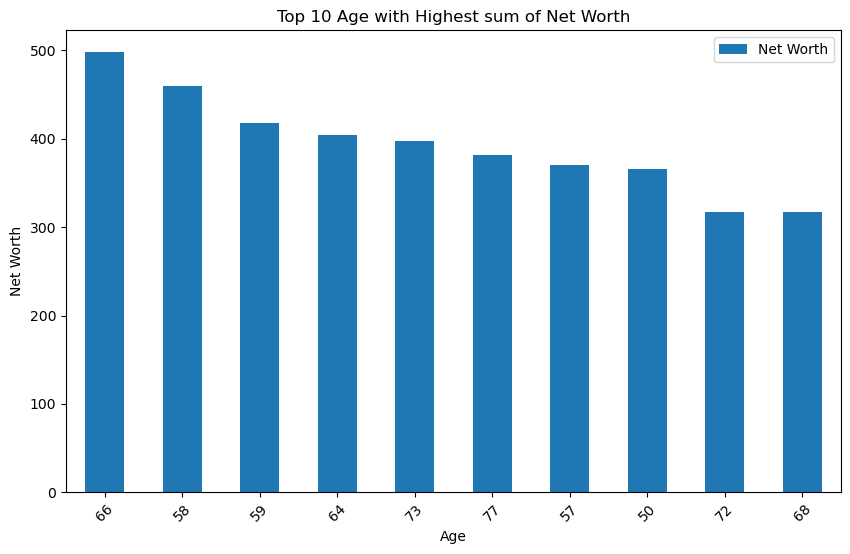 Top 10 Age with Highest sum of Net Worth
Net Worth
500
400
300
200
100
0
Net Worth
66 58 59 64 73 77 57 50 72 68
Age